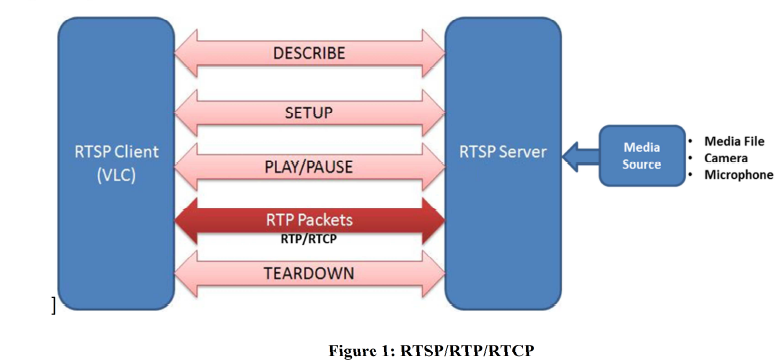 DESCRIBE
SETUP
RTSP Client
(VLC)
PLAY/PAUSE
RTP Packets
RTP/RTCP
TEARDOWN
RTSP Server
Media
Source
• Media File
• Camera
• Microphone
]
Figure 1: RTSP/RTP/RTCP